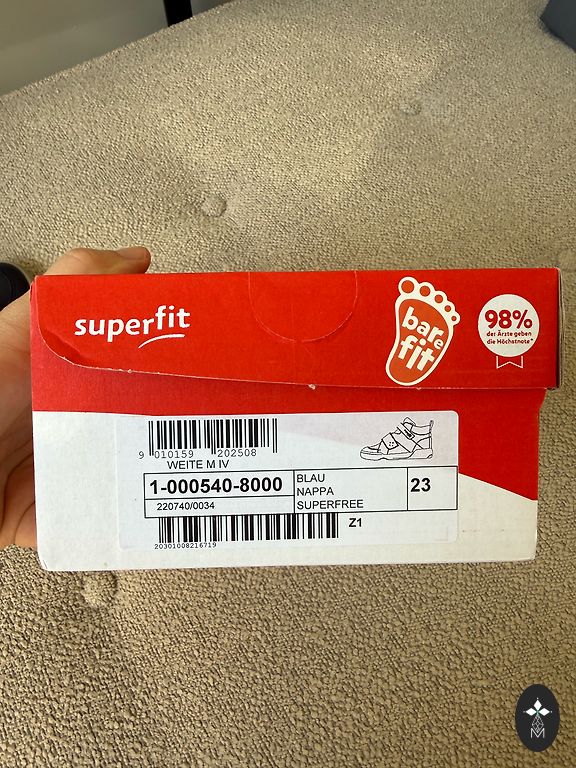 superfit
bare
fit
98%
der Ärzte geben
die Höchstnote*
9 010159 202508
WEITE M IV
1-000540-8000
220740/0034
BLAU
NAPPA
SUPERFREE
23
Z1
20301008216719
M